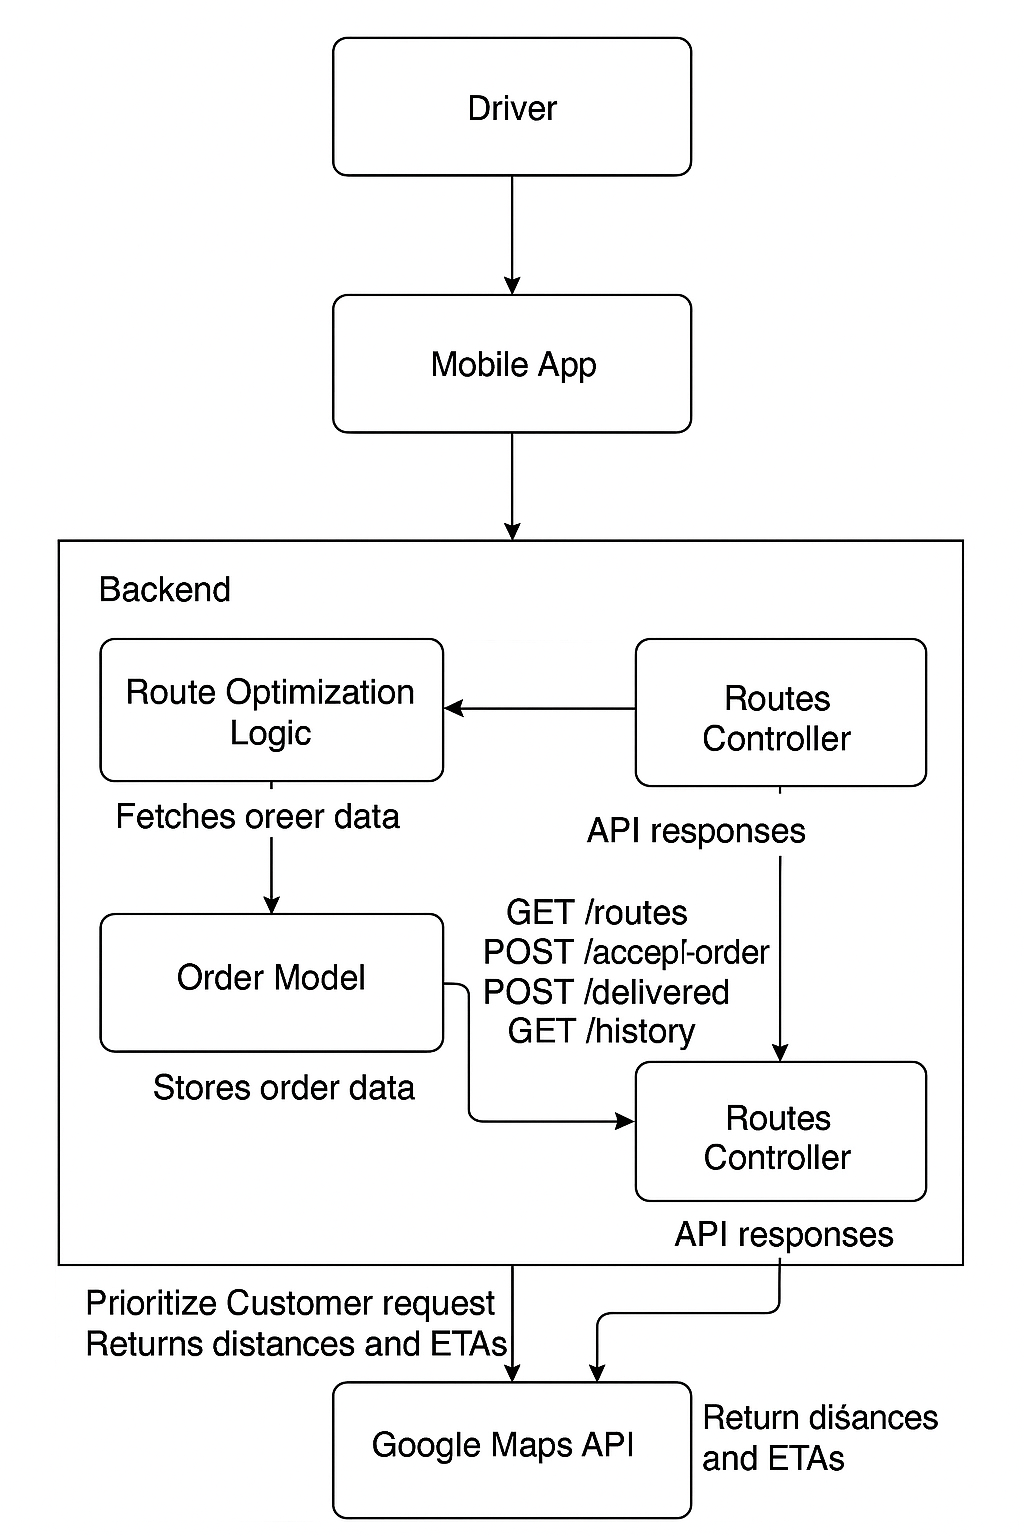 Driver
Mobile App
Backend
Route Optimization
Logic
Routes
Controller
Fetches oreer data
API responses
GET /routes
POST /accept-order
POST /delivered
GET /history
Order Model
Stores order data
Routes
Controller
API responses
Prioritize Customer request
Returns distances and ETAs
Google Maps API
Return diśances
and ETAs